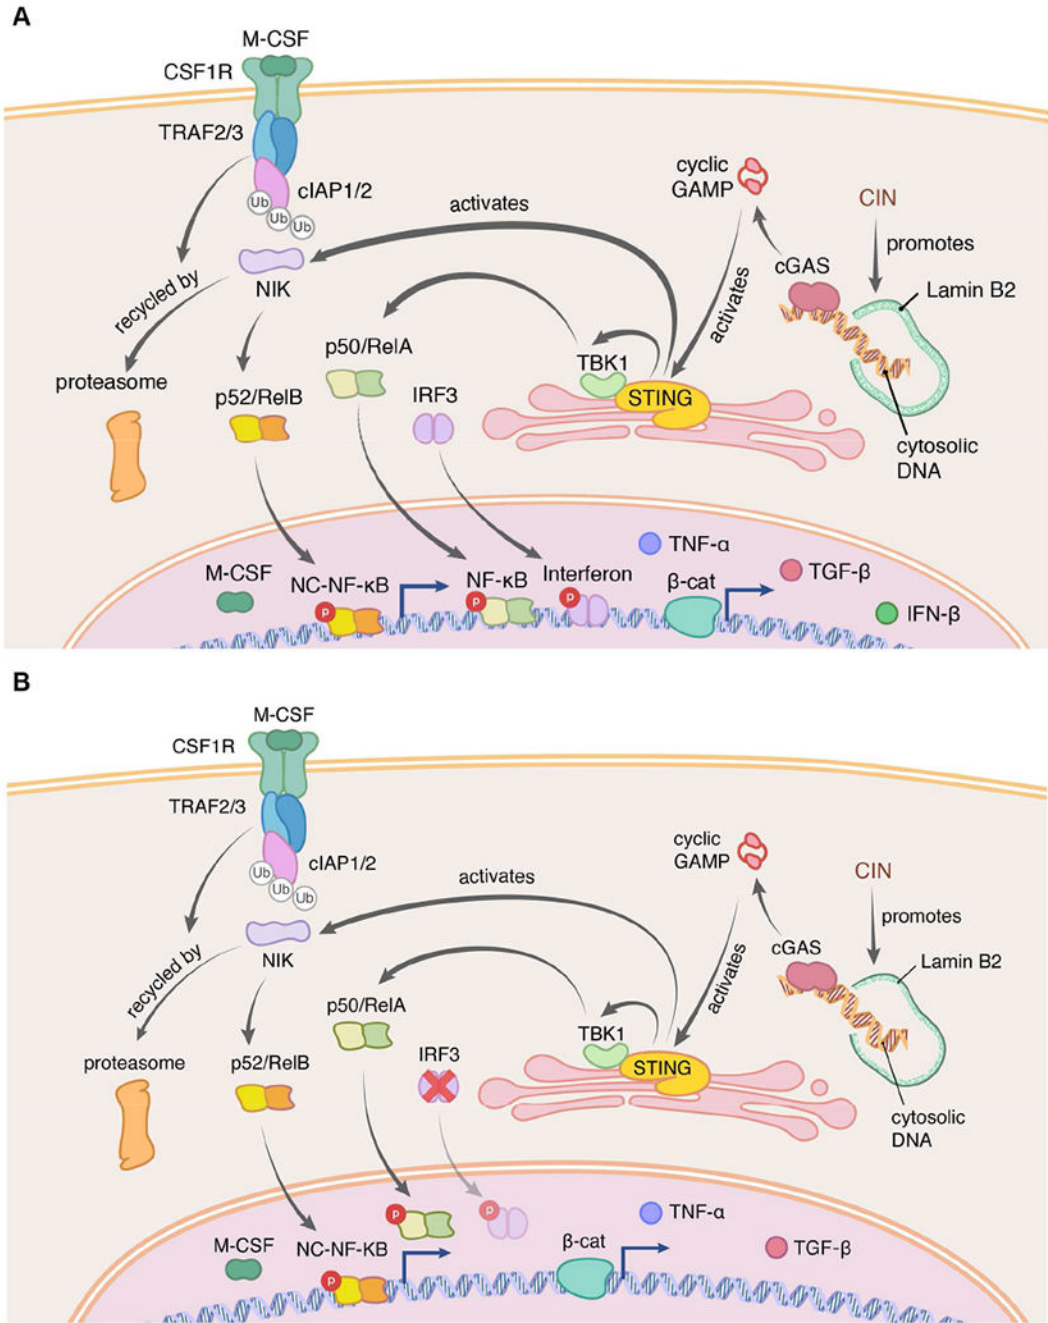 A
M-CSF
CSF1R
TRAF2/3
cIAP1/2
Ub
Ub
Ub
NIK
recycled by
proteasome
p52/RelB
activates
p50/RelA
IRF3
TBK1
STING
cyclic
GAMP
activates
cGAS
CIN
promotes
Lamin B2
cytosolic
DNA
M-CSF
NC-NF-κB
P
NF-κB
P
Interferon
P
β-cat
TNF-α
TGF-β
IFN-β
B
M-CSF
CSF1R
TRAF2/3
cIAP1/2
Ub
Ub
Ub
NIK
recycled by
proteasome
p52/RelB
activates
p50/RelA
IRF3
TBK1
STING
cyclic
GAMP
activates
cGAS
CIN
promotes
Lamin B2
cytosolic
DNA
M-CSF
NC-NF-KB
P
P
P
β-cat
TNF-α
TGF-β